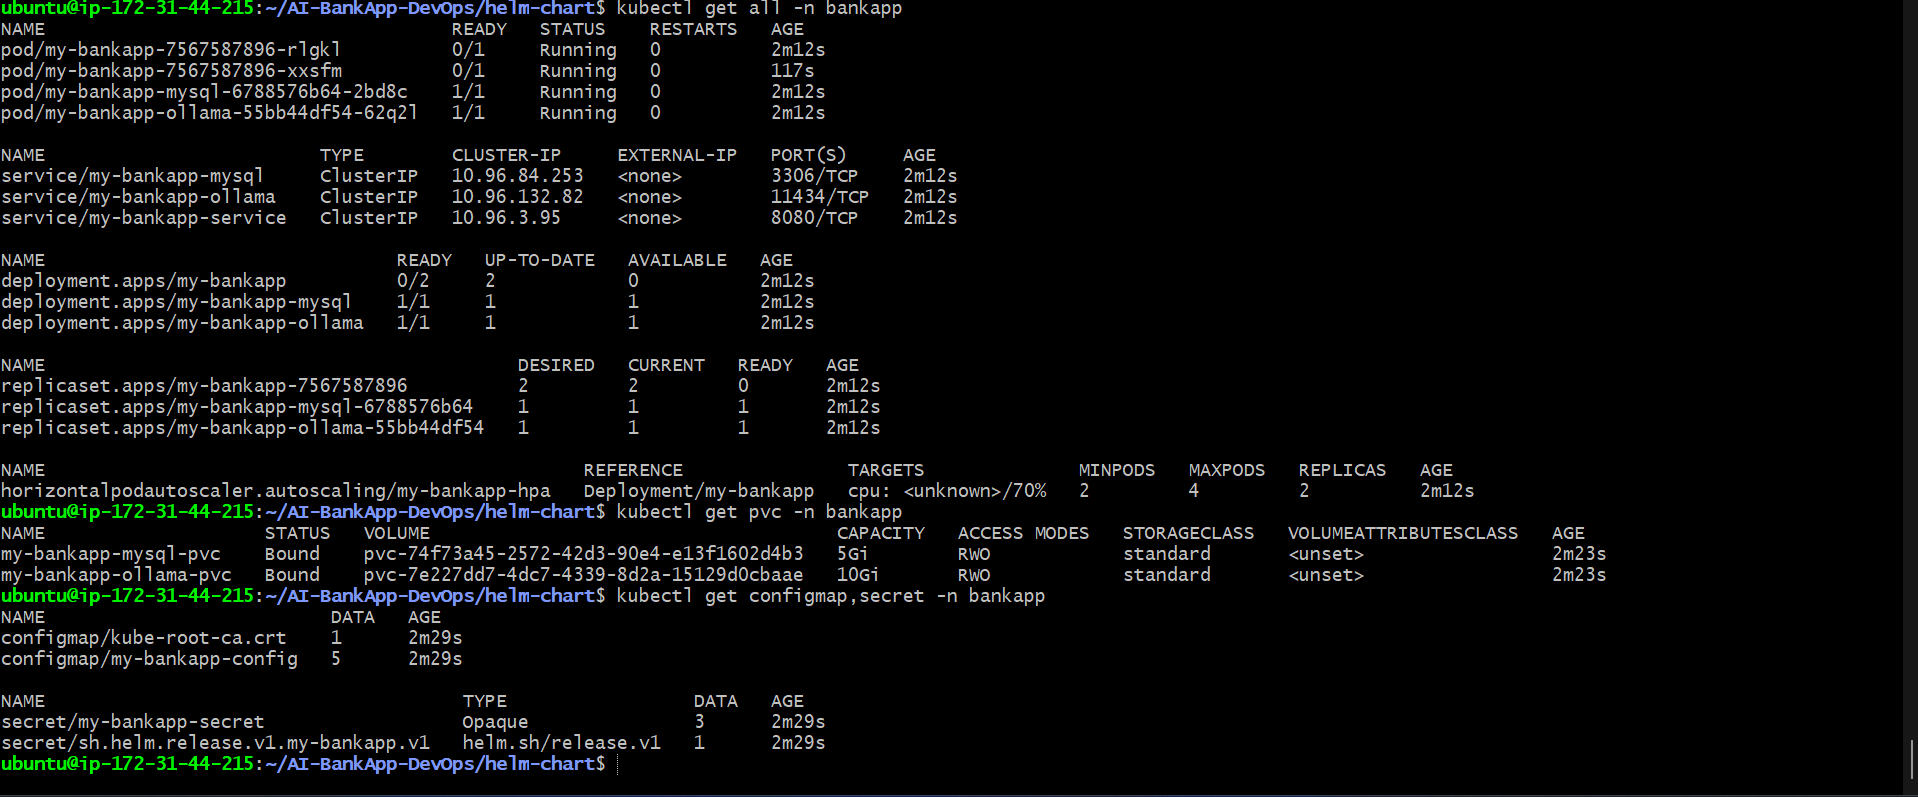 ubuntu@ip-172-31-44-215:~/AI-BankApp-DevOps/helm-chart$ kubectl get all -n bankapp
NAME READY STATUS RESTARTS AGE
pod/my-bankapp-7567587896-rlgkl 0/1 Running 0 2m12s
pod/my-bankapp-7567587896-xxsfm 0/1 Running 0 117s
pod/my-bankapp-mysql-6788576b64-2bd8c 1/1 Running 0 2m12s
pod/my-bankapp-ollama-55bb44df54-62q2l 1/1 Running 0 2m12s
NAME TYPE CLUSTER-IP EXTERNAL-IP PORT(S) AGE
service/my-bankapp-mysql ClusterIP 10.96.84.253 <none> 3306/TCP 2m12s
service/my-bankapp-ollama ClusterIP 10.96.132.82 <none> 11434/TCP 2m12s
service/my-bankapp-service ClusterIP 10.96.3.95 <none> 8080/TCP 2m12s
NAME READY UP-TO-DATE AVAILABLE AGE
deployment.apps/my-bankapp 0/2 2 0 2m12s
deployment.apps/my-bankapp-mysql 1/1 1 1 2m12s
deployment.apps/my-bankapp-ollama 1/1 1 1 2m12s
NAME DESIRED CURRENT READY AGE
replicaset.apps/my-bankapp-7567587896 2 2 0 2m12s
replicaset.apps/my-bankapp-mysql-6788576b64 1 1 1 2m12s
replicaset.apps/my-bankapp-ollama-55bb44df54 1 1 1 2m12s
NAME REFERENCE TARGETS MINPODS MAXPODS REPLICAS AGE
horizontalpodautoscaler.autoscaling/my-bankapp-hpa Deployment/my-bankapp cpu: <unknown>/70% 2 4 2 2m12s
ubuntu@ip-172-31-44-215:~/AI-BankApp-DevOps/helm-chart$ kubectl get pvc -n bankapp
NAME STATUS VOLUME CAPACITY ACCESS MODES STORAGECLASS VOLUMEATTRIBUTESCLASS AGE
my-bankapp-mysql-pvc Bound pvc-74f73a45-2572-42d3-90e4-e13f1602d4b3 5Gi RWO standard <unset> 2m23s
my-bankapp-ollama-pvc Bound pvc-7e227dd7-4dc7-4339-8d2a-15129d0cbaae 10Gi RWO standard <unset> 2m23s
ubuntu@ip-172-31-44-215:~/AI-BankApp-DevOps/helm-chart$ kubectl get configmap,secret -n bankapp
NAME DATA AGE
configmap/kube-root-ca.crt 1 2m29s
configmap/my-bankapp-config 5 2m29s
NAME TYPE DATA AGE
secret/my-bankapp-secret Opaque 3 2m29s
secret/sh.helm.release.v1.my-bankapp.v1 helm.sh/release.v1 1 2m29s
ubuntu@ip-172-31-44-215:~/AI-BankApp-DevOps/helm-chart$